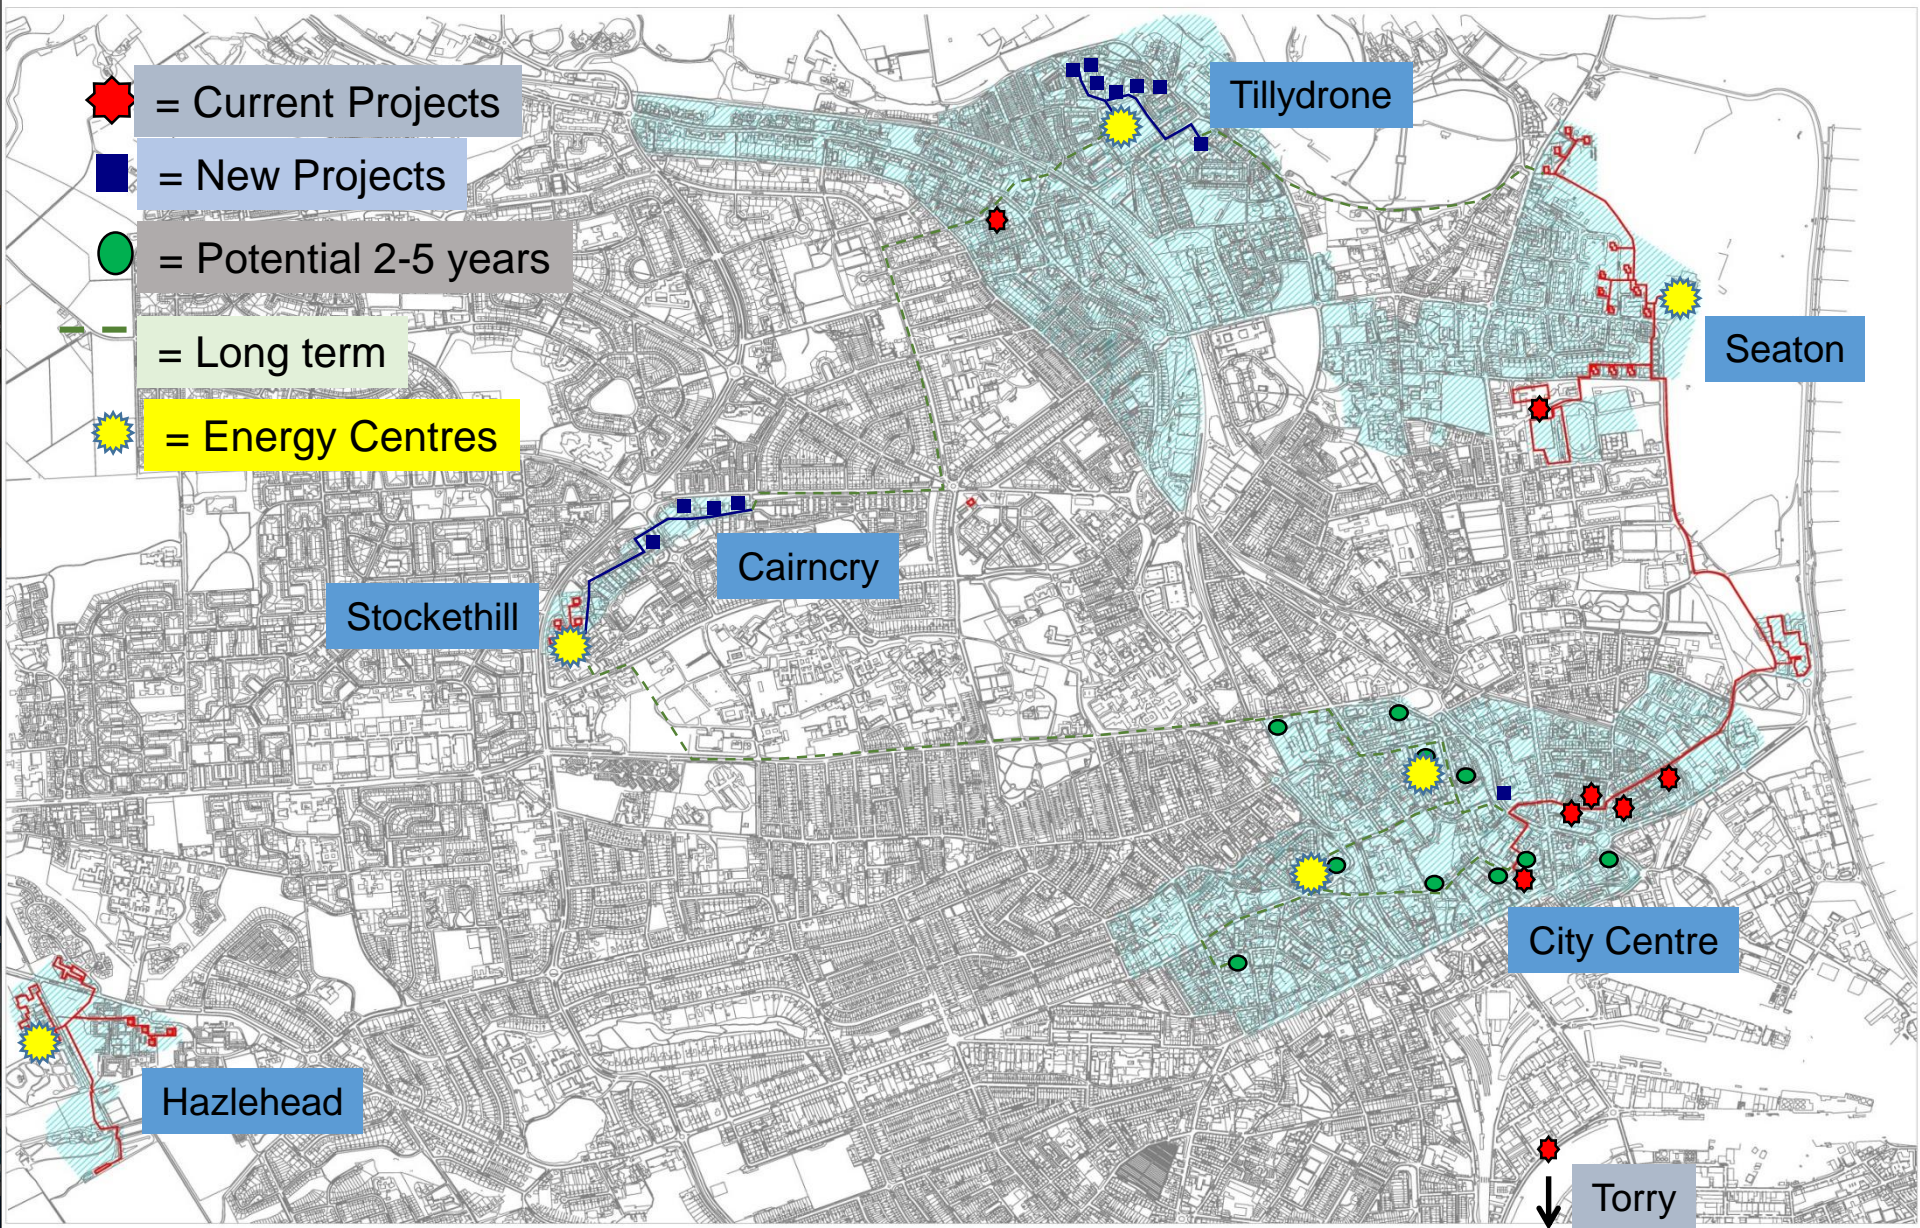 = Current Projects
= New Projects
= Potential 2-5 years
= Long term
= Energy Centres
Tillydrone
Seaton
Cairncry
Stockethill
City Centre
Hazlehead
Torry